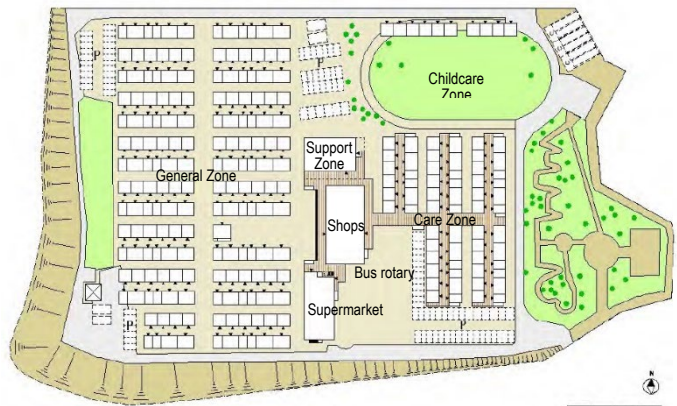 P
P
Childcare
Zone
Support
Zone
General Zone
Shops
Care Zone
Bus rotary
Supermarket
P
P
N